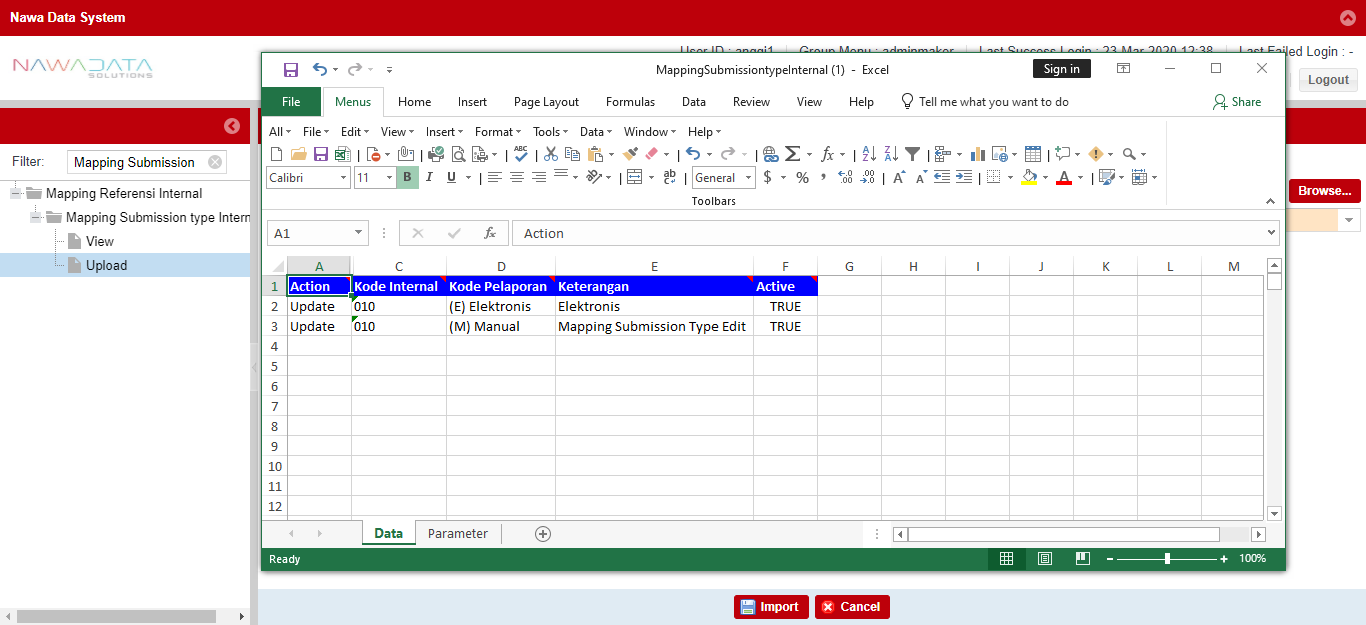 Nawa Data System
NAWADATA
SOLUTIONS
User ID : anggi1 Group Menu : adminmaker Last Success Login : 23 Mar 2020 12:38 Last Failed Login : -
Logout
Filter: Mapping Submission
Mapping Referensi Internal
Mapping Submission type Intern
View
Upload
Browse...
MappingSubmissiontypeInternal (1) - Excel
Sign in
File Menus Home Insert Page Layout Formulas Data Review View Help Tell me what you want to do Share
All File Edit View Insert Format Tools Data Window Help
Calibri 11 B I U General $ %
Toolbars
A1 fx Action
A C D E F G H I J K L M
1 Action Kode Internal Kode Pelaporan Keterangan Active
2 Update 010 (E) Elektronis Elektronis TRUE
3 Update 010 (M) Manual Mapping Submission Type Edit TRUE
4
5
6
7
8
9
10
11
12
Data Parameter
Ready 100%
Import Cancel